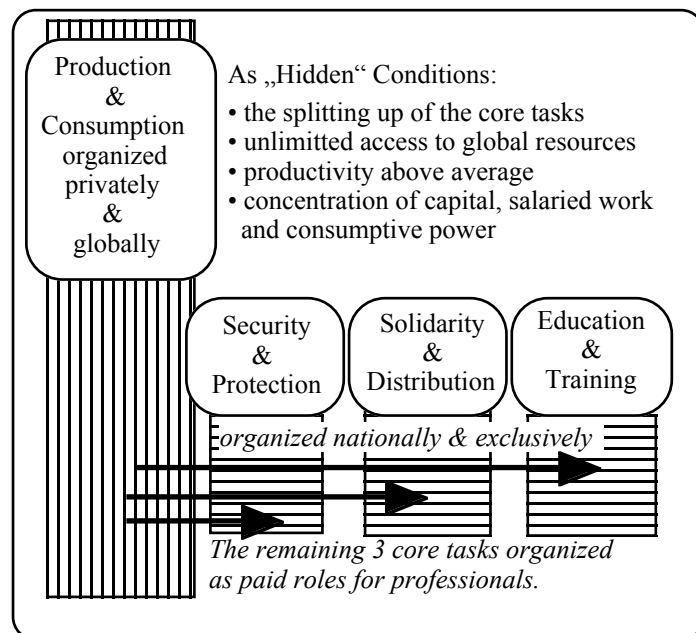 Production
&
Consumption
organized
privately
&
globally
As „Hidden“ Conditions:
• the splitting up of the core tasks
• unlimitted access to global resources
• productivity above average
• concentration of capital, salaried work
and consumptive power
Security
&
Protection
Solidarity
&
Distribution
Education
&
Training
organized nationally & exclusively
The remaining 3 core tasks organized
as paid roles for professionals.